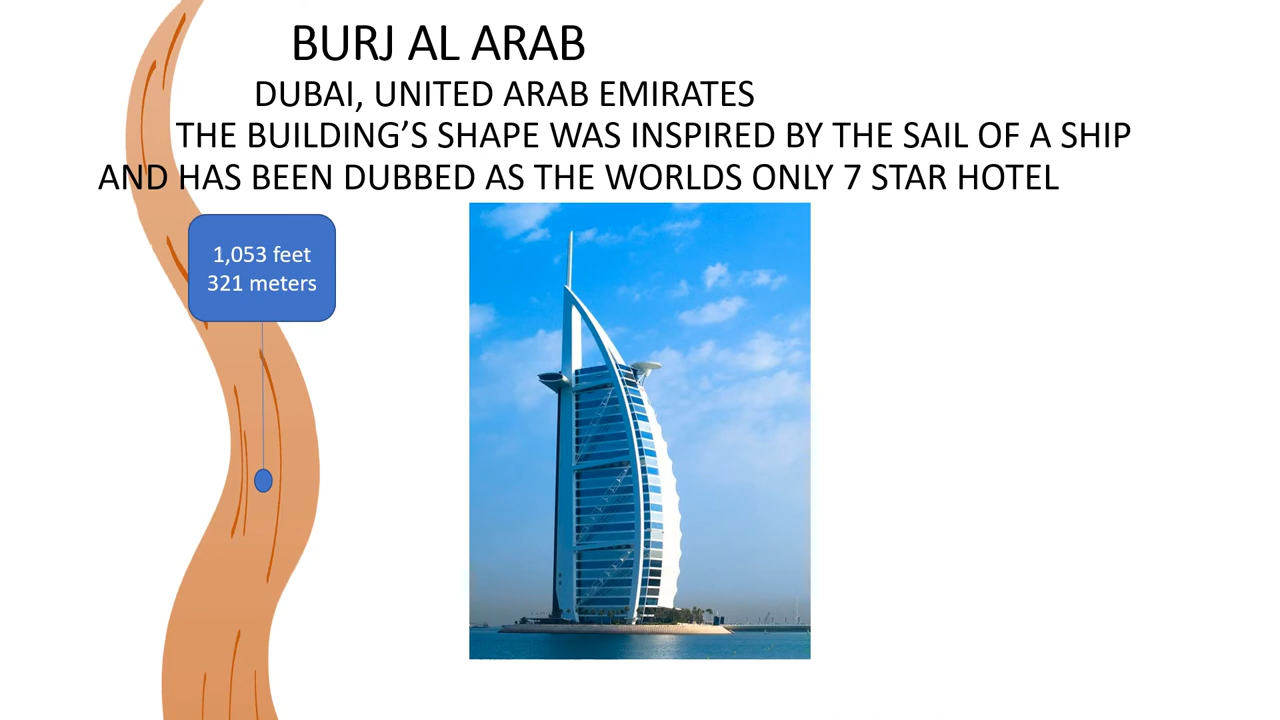 BURJ AL ARAB
DUBAI, UNITED ARAB EMIRATES
THE BUILDING’S SHAPE WAS INSPIRED BY THE SAIL OF A SHIP
AND HAS BEEN DUBBED AS THE WORLDS ONLY 7 STAR HOTEL
1,053 feet
321 meters